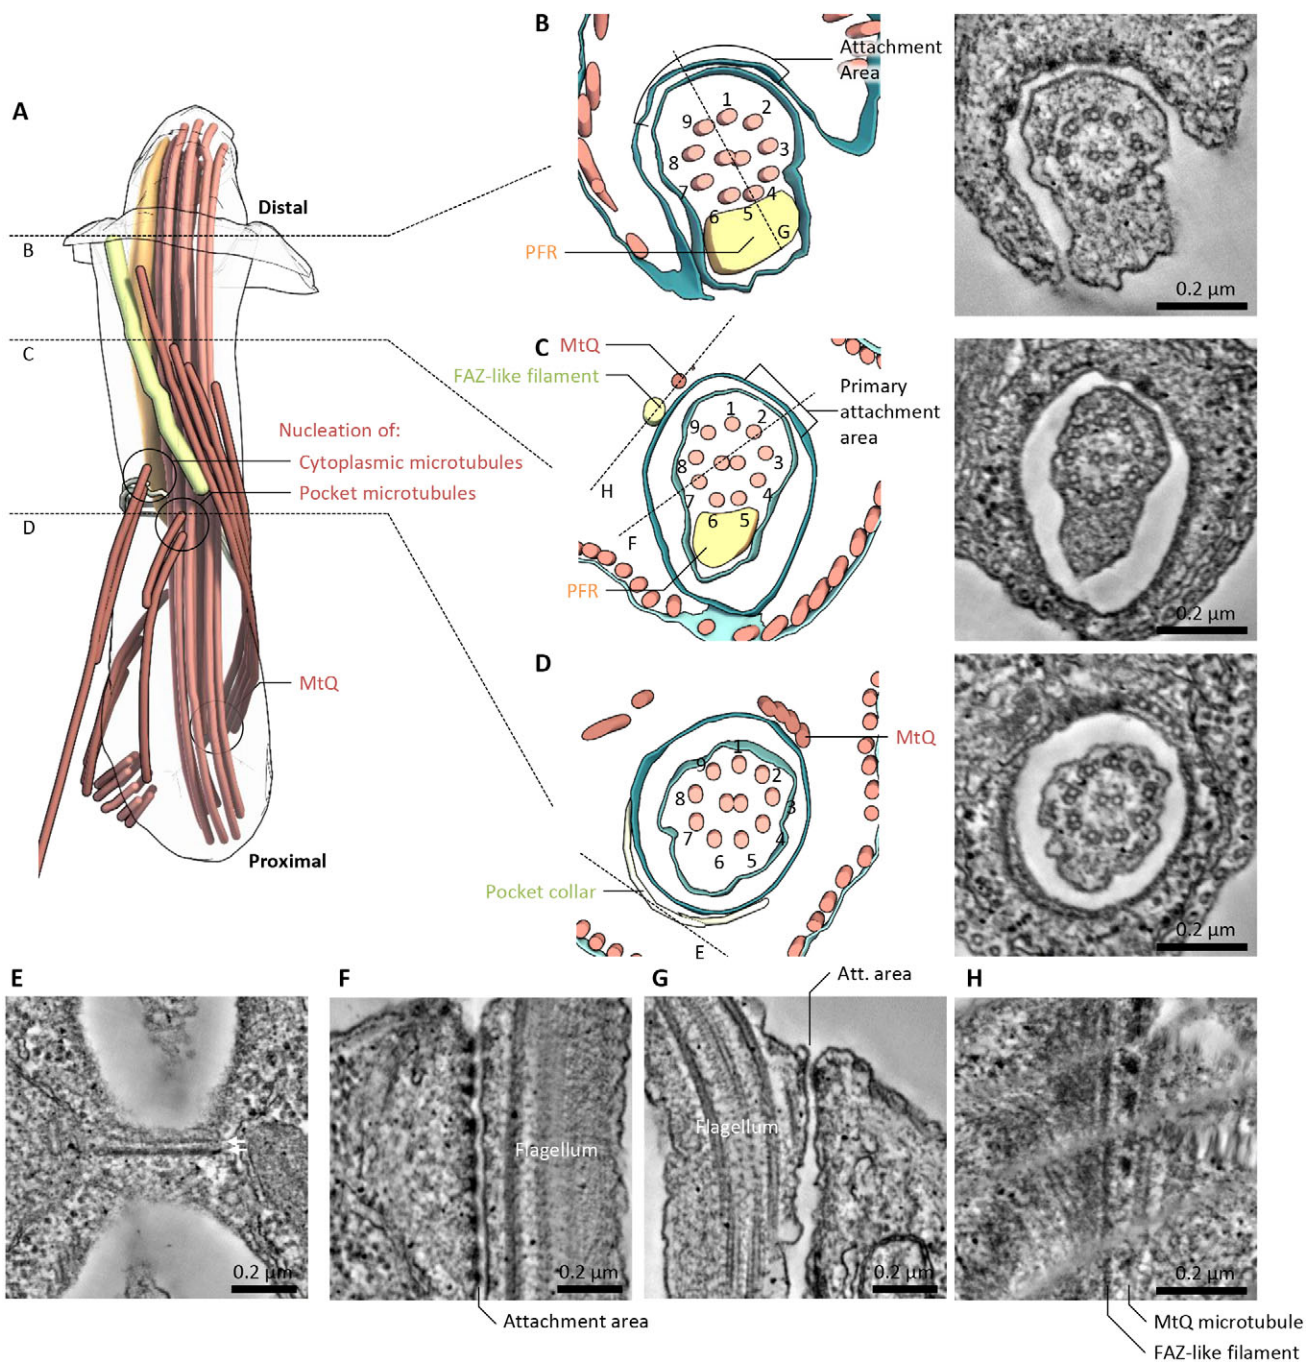 A
Distal
B
C
Nucleation of:
Cytoplasmic microtubules
Pocket microtubules
D
MtQ
Proximal
B
Attachment
Area
1
2
3
4
5
6
7
8
9
G
PFR
0.2 µm
C
MtQ
FAZ-like filament
Primary
attachment
area
1
2
3
4
5
6
7
8
9
H
F
PFR
0.2 µm
D
MtQ
1
2
3
4
5
6
7
8
9
Pocket collar
E
0.2 µm
E
0.2 µm
F
Flagellum
0.2 µm
Attachment area
G
Att. area
Flagellum
0.2 µm
H
0.2 µm
MtQ microtubule
FAZ-like filament